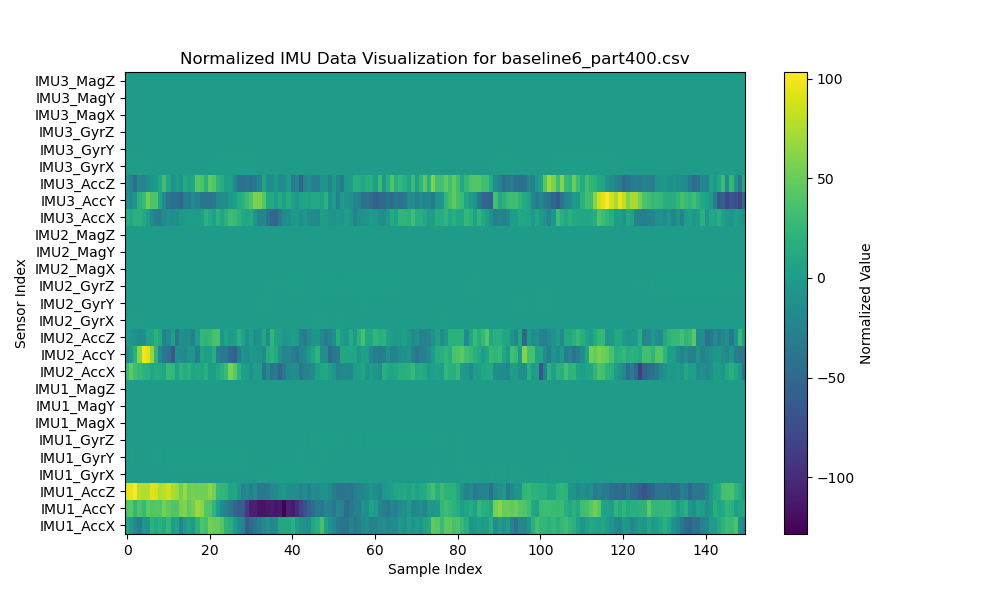 Normalized IMU Data Visualization for baseline6_part400.csv
IMU3_MagZ
IMU3_MagY
IMU3_MagX
IMU3_GyrZ
IMU3_GyrY
IMU3_GyrX
IMU3_AccZ
IMU3_AccY
IMU3_AccX
IMU2_MagZ
IMU2_MagY
IMU2_MagX
IMU2_GyrZ
IMU2_GyrY
IMU2_GyrX
IMU2_AccZ
IMU2_AccY
IMU2_AccX
IMU1_MagZ
IMU1_MagY
IMU1_MagX
IMU1_GyrZ
IMU1_GyrY
IMU1_GyrX
IMU1_AccZ
IMU1_AccY
IMU1_AccX
Sensor Index
0 20 40 60 80 100 120 140
Sample Index
100
50
0
−50
−100
Normalized Value